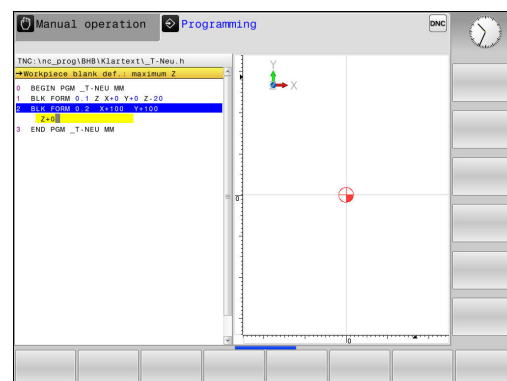 Manual operation
Programming
DNC
TNC:\nc_prog\BHB\Klartext\_T-Neu.h
→Workpiece blank def.: maximum Z
0 BEGIN PGM _T-NEU MM
1 BLK FORM 0.1 Z X+0 Y+0 Z-20
2 BLK FORM 0.2 X+100 Y+100
Z+0
3 END PGM _T-NEU MM
Y
X
0
0